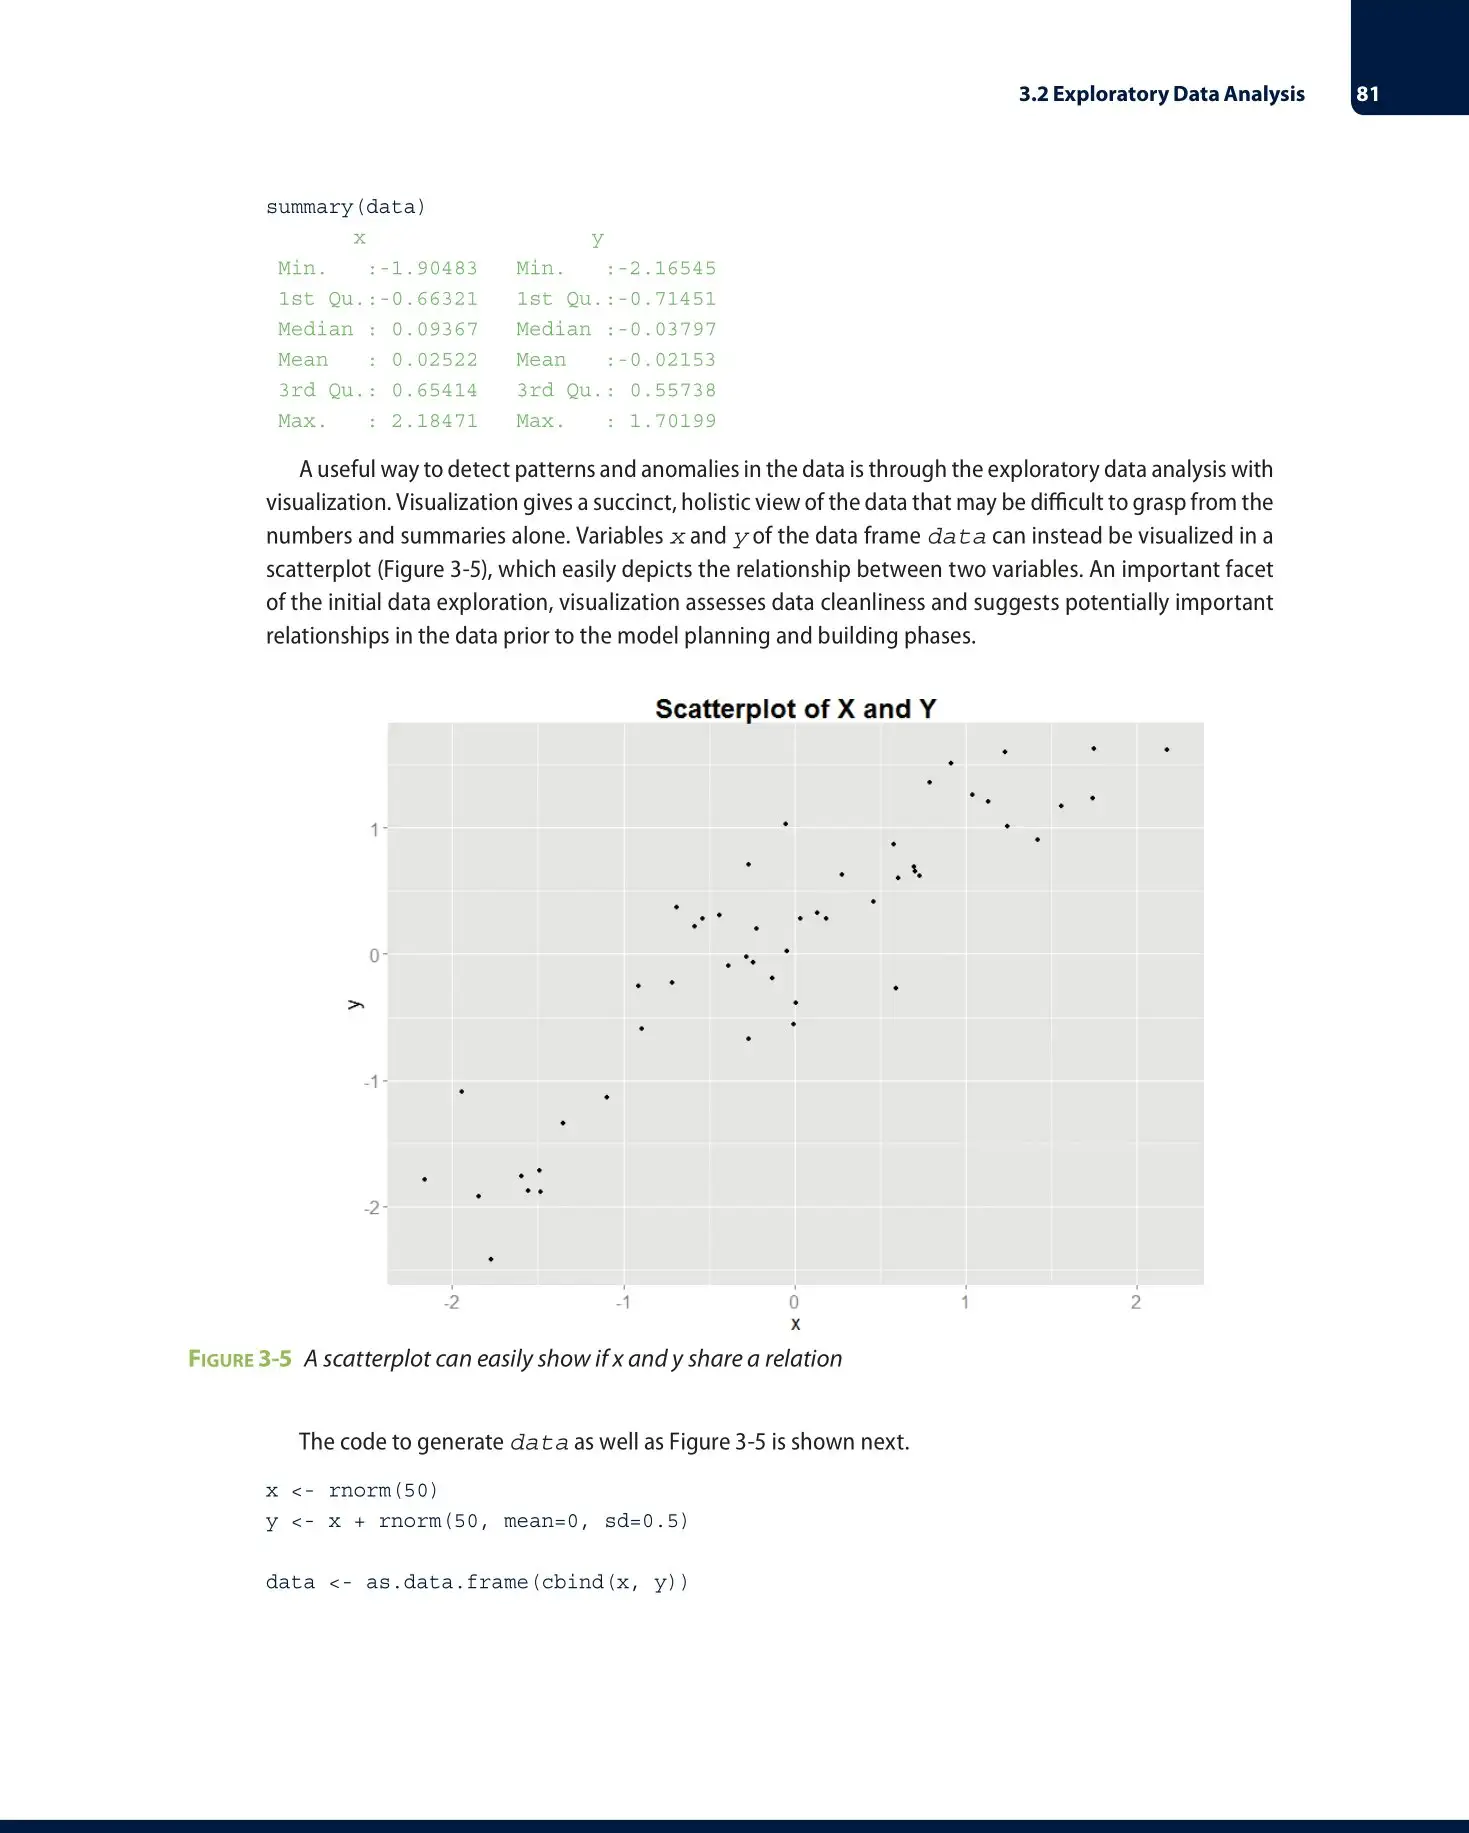 3.2 Exploratory Data Analysis 81
summary(data)
x y
Min. :-1.90483 Min. :-2.16545
1st Qu.:-0.66321 1st Qu.:-0.71451
Median : 0.09367 Median :-0.03797
Mean : 0.02522 Mean :-0.02153
3rd Qu.: 0.65414 3rd Qu.: 0.55738
Max. : 2.18471 Max. : 1.70199
A useful way to detect patterns and anomalies in the data is through the exploratory data analysis with
visualization. Visualization gives a succinct, holistic view of the data that may be difficult to grasp from the
numbers and summaries alone. Variables x and y of the data frame data can instead be visualized in a
scatterplot (Figure 3-5), which easily depicts the relationship between two variables. An important facet
of the initial data exploration, visualization assesses data cleanliness and suggests potentially important
relationships in the data prior to the model planning and building phases.
Scatterplot of X and Y
1
0
y
-1
-2
-2 -1 0 1 2
x
FIGURE 3-5 A scatterplot can easily show if x and y share a relation
The code to generate data as well as Figure 3-5 is shown next.
x <- rnorm(50)
y <- x + rnorm(50, mean=0, sd=0.5)
data <- as.data.frame(cbind(x, y))